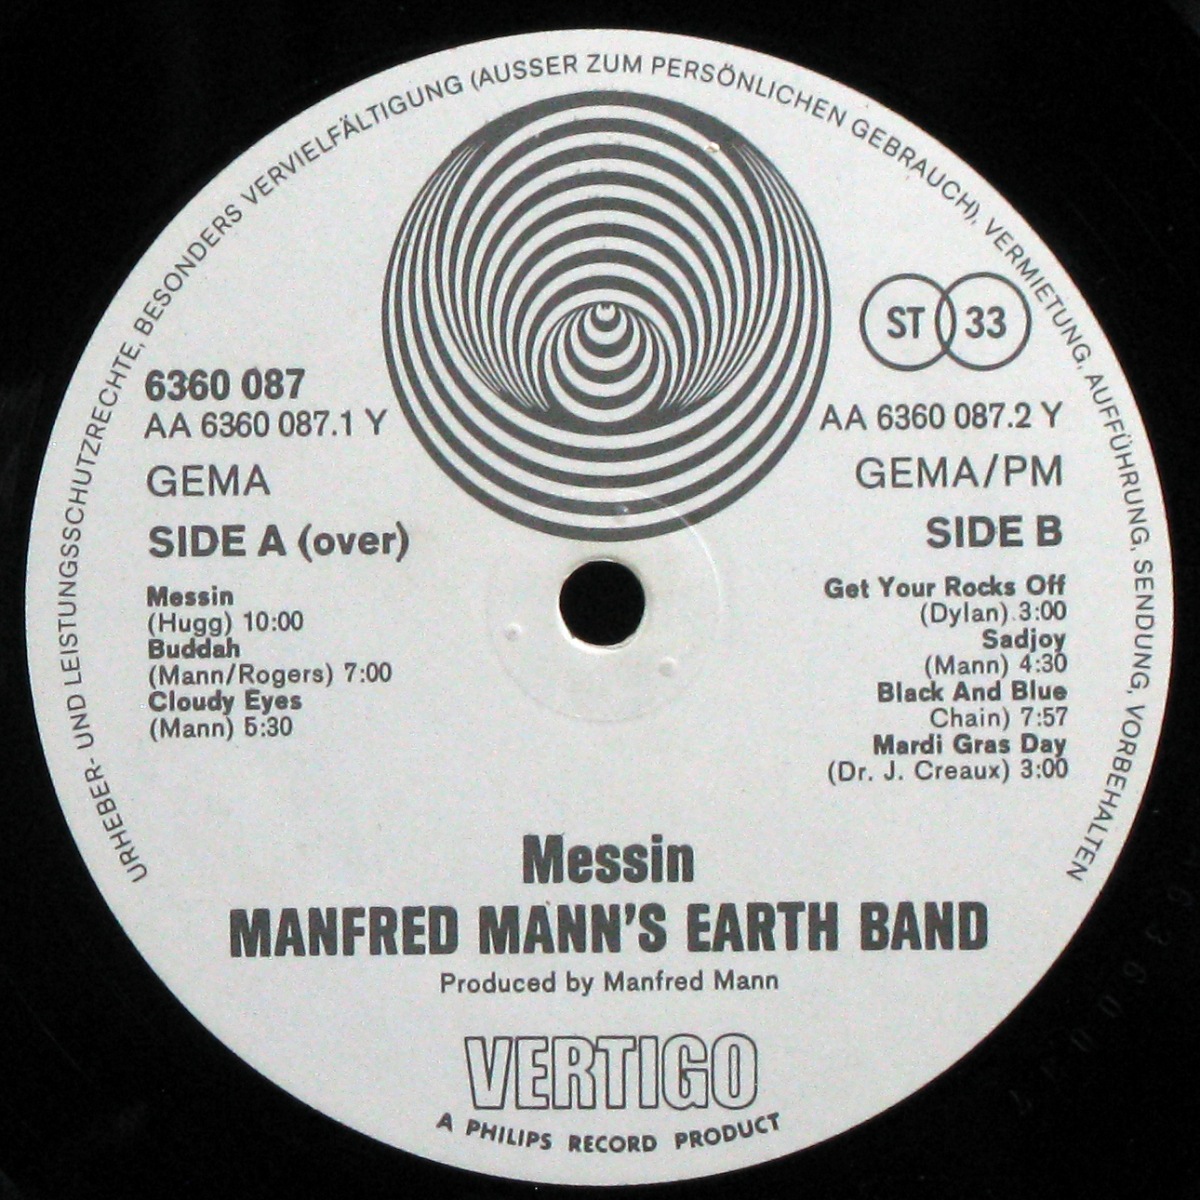 URHEBER- UND LEISTUNGSSCHUTZRECHTE, BESONDERS VERVIELFÄLTIGUNG (AUSSER ZUM PERSÖNLICHEN GEBRAUCH), VERMIETUNG, AUFFÜHRUNG, SENDUNG, VORBEHALTEN
ST 33
6360 087
AA 6360 087.1 Y
GEMA
SIDE A (over)
Messin
(Hugg) 10:00
Buddah
(Mann/Rogers) 7:00
Cloudy Eyes
(Mann) 5:30
AA 6360 087.2 Y
GEMA/PM
SIDE B
Get Your Rocks Off
(Dylan) 3:00
Sadjoy
(Mann) 4:30
Black And Blue
Chain) 7:57
Mardi Gras Day
(Dr. J. Creaux) 3:00
Messin
MANFRED MANN'S EARTH BAND
Produced by Manfred Mann
VERTIGO
A PHILIPS RECORD PRODUCT